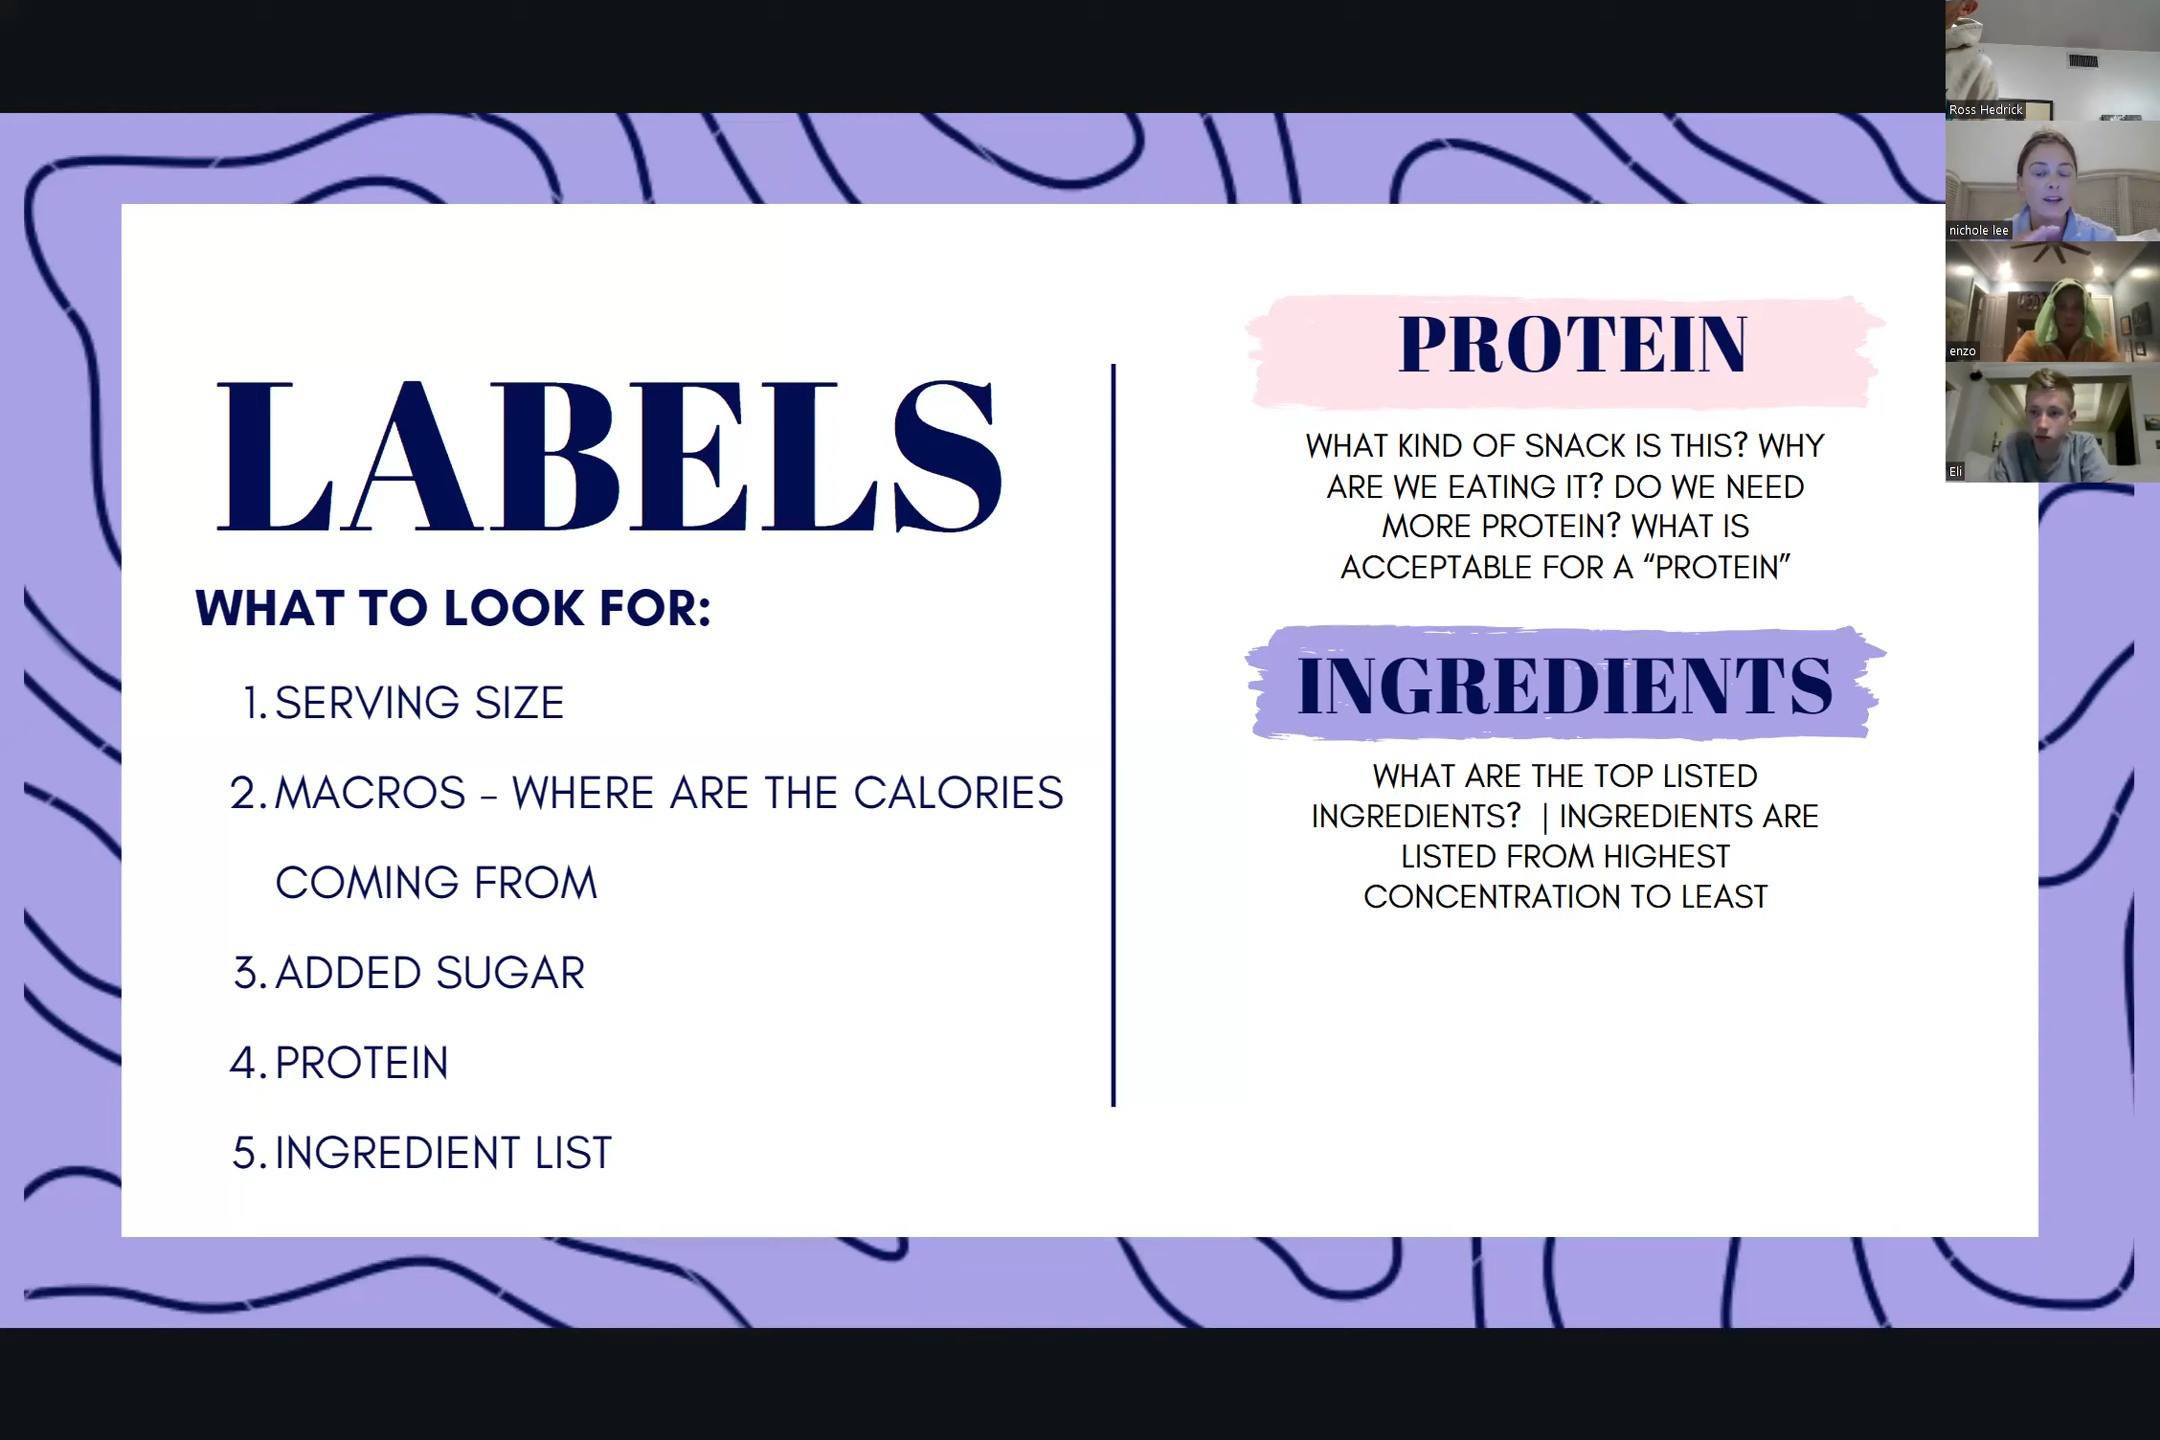 LABELS
WHAT TO LOOK FOR:
1. SERVING SIZE
2. MACROS – WHERE ARE THE CALORIES
COMING FROM
3. ADDED SUGAR
4. PROTEIN
5. INGREDIENT LIST
PROTEIN
WHAT KIND OF SNACK IS THIS? WHY
ARE WE EATING IT? DO WE NEED
MORE PROTEIN? WHAT IS
ACCEPTABLE FOR A “PROTEIN”
INGREDIENTS
WHAT ARE THE TOP LISTED
INGREDIENTS? | INGREDIENTS ARE
LISTED FROM HIGHEST
CONCENTRATION TO LEAST
Ross Hedrick
nichole lee
enzo
Eli